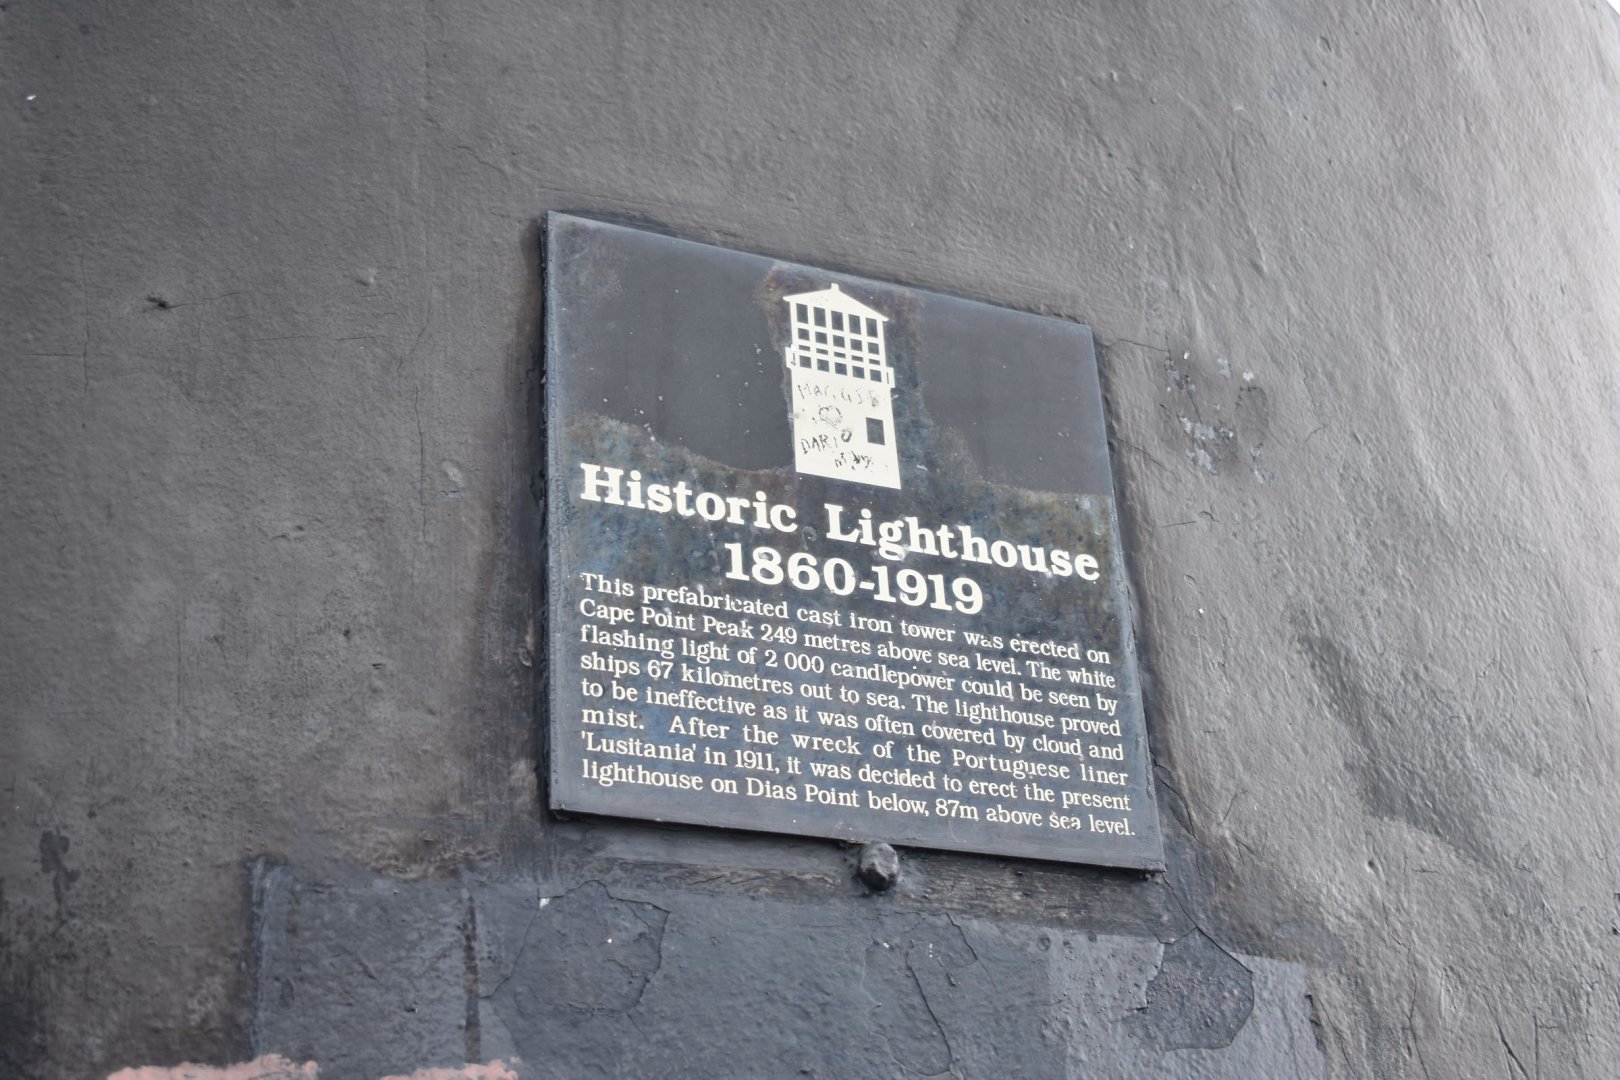 MAGGIE
DARIO
Historic Lighthouse
1860-1919
This prefabricated cast iron tower was erected on
Cape Point Peak 249 metres above sea level. The white
flashing light of 2 000 candlepower could be seen by
ships 67 kilometres out to sea. The lighthouse proved
to be ineffective as it was often covered by cloud and
mist. After the wreck of the Portuguese liner
'Lusitania' in 1911, it was decided to erect the present
lighthouse on Dias Point below, 87m above sea level.